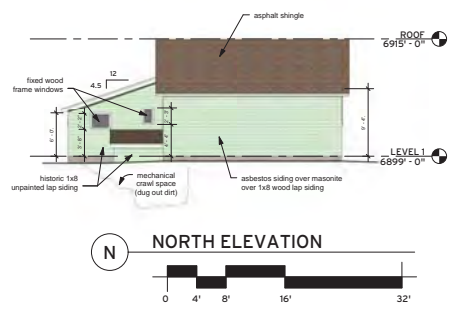 asphalt shingle
ROOF
6915' - 0"
12
4.5
fixed wood
frame windows
LEVEL 1
6899' - 0"
historic 1x8
unpainted lap siding
mechanical
crawl space
(dug out dirt)
asbestos siding over masonite
over 1x8 wood lap siding
N
NORTH ELEVATION
0
4'
8'
16'
32'